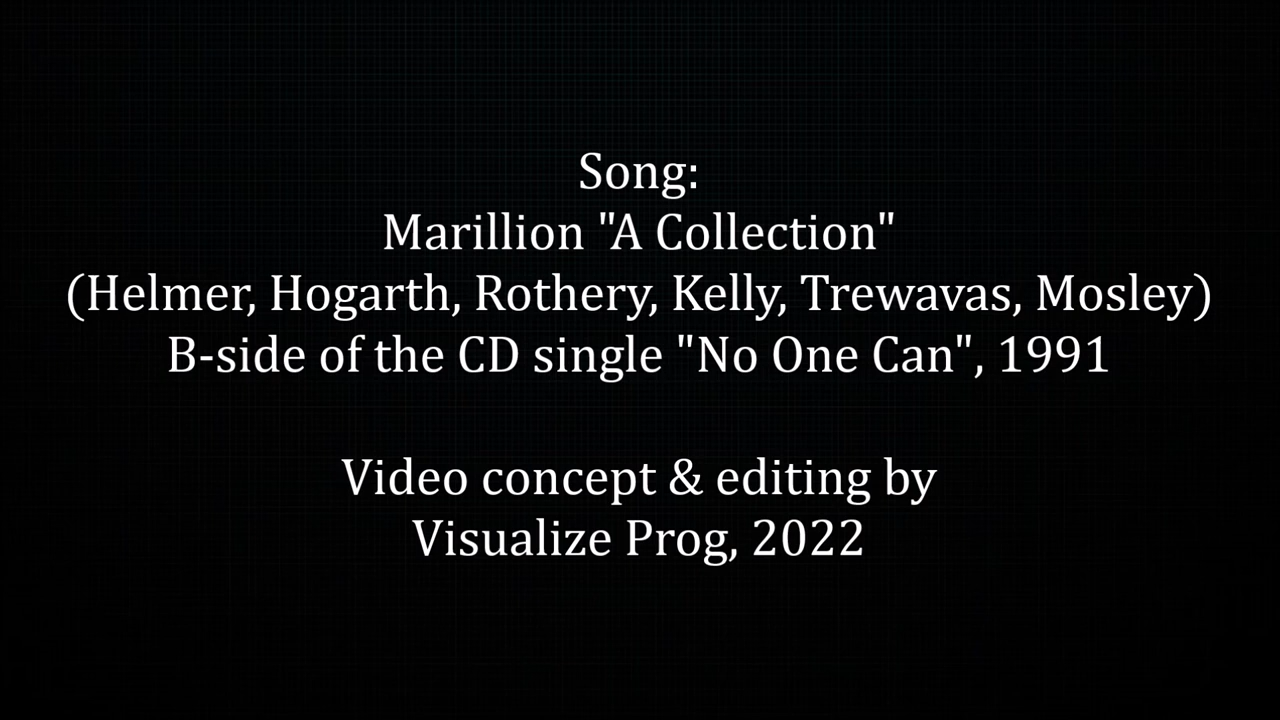 Song:
Marillion "A Collection"
(Helmer, Hogarth, Rothery, Kelly, Trewavas, Mosley)
B-side of the CD single "No One Can", 1991
Video concept & editing by
Visualize Prog, 2022